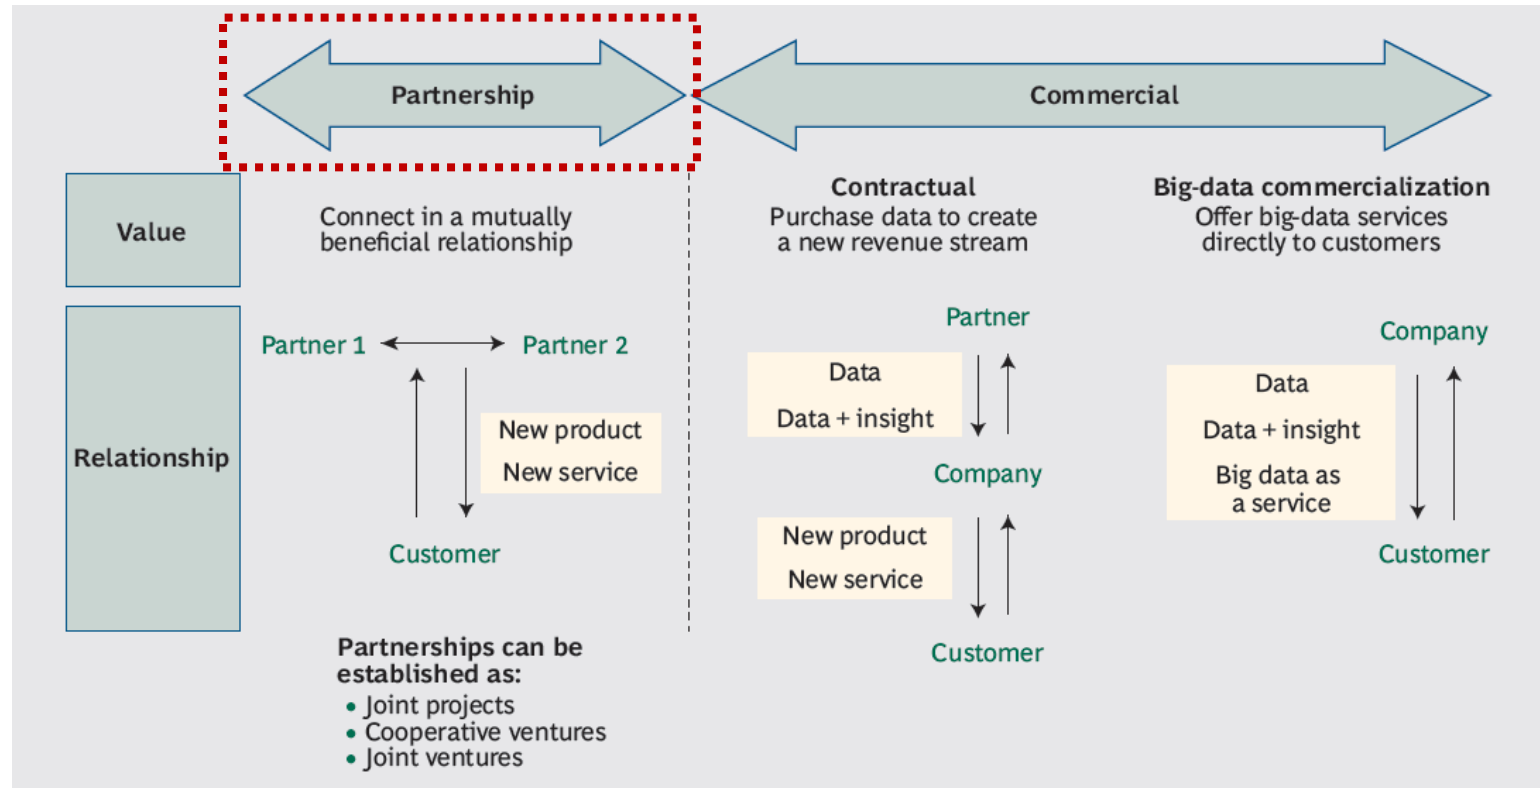 Partnership
Commercial
Value
Connect in a mutually
beneficial relationship
Contractual
Purchase data to create
a new revenue stream
Big-data commercialization
Offer big-data services
directly to customers
Relationship
Partner 1
Partner 2
New product
New service
Customer
Partner
Data
Data + insight
Company
New product
New service
Customer
Company
Data
Data + insight
Big data as
a service
Customer
Partnerships can be
established as:
• Joint projects
• Cooperative ventures
• Joint ventures